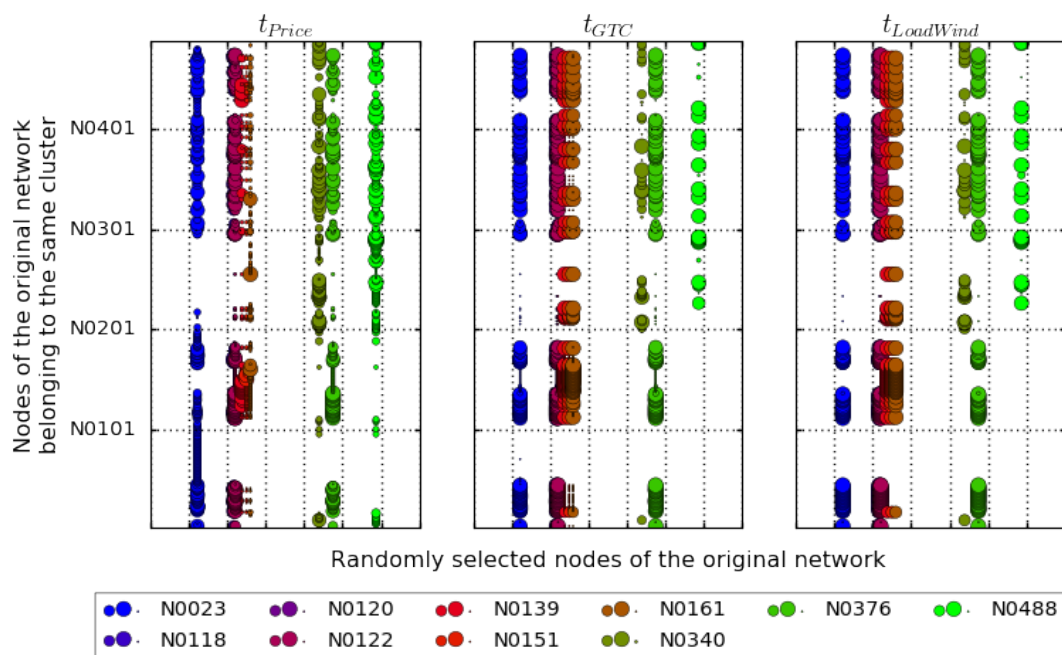 t_Price t_GTC t_LoadWind
Nodes of the original network
belonging to the same cluster
N0401
N0301
N0201
N0101
Randomly selected nodes of the original network
N0023 N0120 N0139 N0161 N0376 N0488
N0118 N0122 N0151 N0340